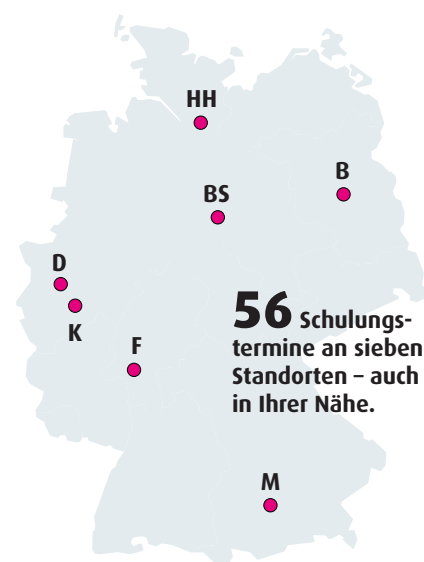 HH
B
BS
D
K
F
56 Schulungs-
termine an sieben
Standorten – auch
in Ihrer Nähe.
M